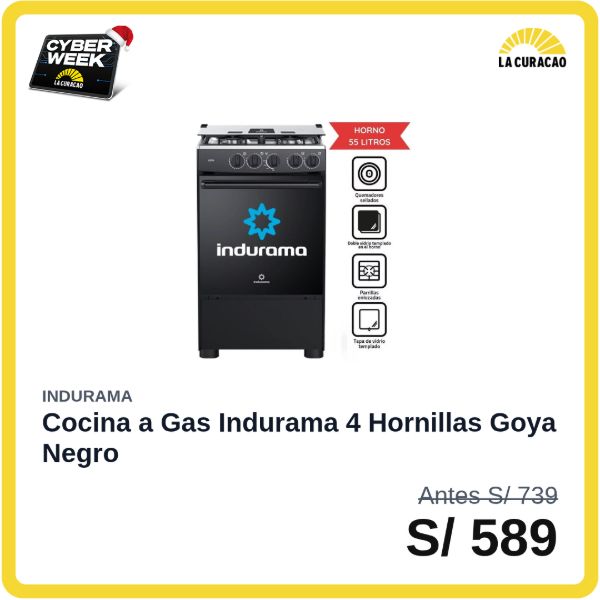 CYBER
WEEK
LA CURACAO
LA CURACAO
HORNO
55 LITROS
Quemadores
sellados
Doble vidrio templado
en el horno
Parrillas
enlozadas
Tapa de vidrio
templado
indurama
indurama
INDURAMA
Cocina a Gas Indurama 4 Hornillas Goya
Negro
Antes S/ 739
S/ 589